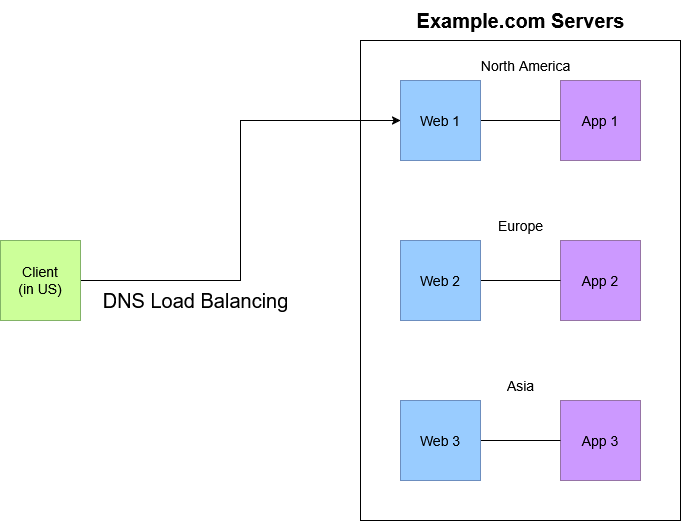 Example.com Servers
North America
Web 1
App 1
Europe
Client
(in US)
Web 2
App 2
DNS Load Balancing
Asia
Web 3
App 3